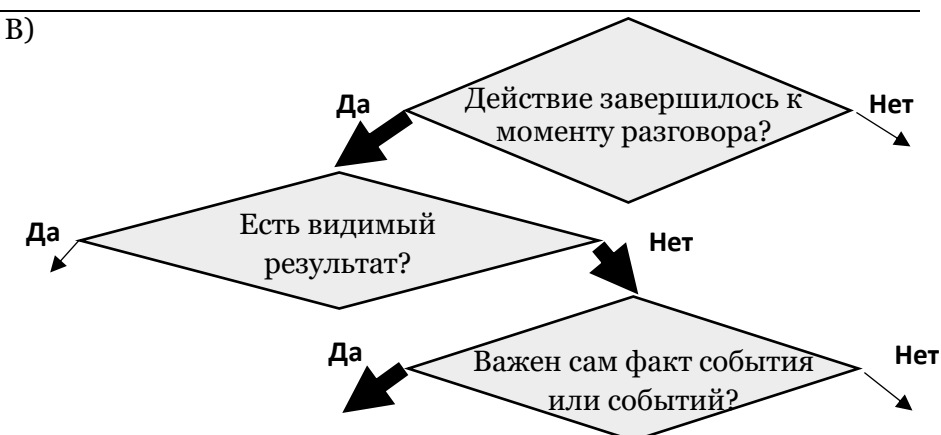 В)
Действие завершилось к
моменту разговора?
Да
Нет
Есть видимый
результат?
Да
Нет
Важен сам факт события
или событий?
Да
Нет